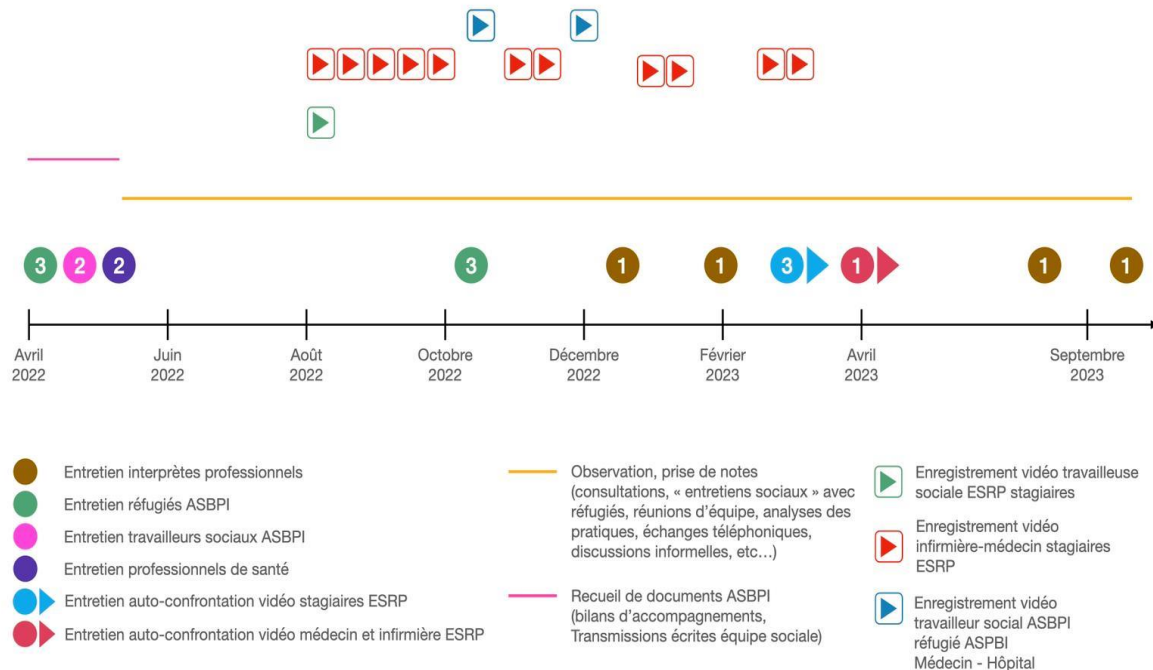 3
2
2
3
1
1
3
1
1
1
Avril
2022
Juin
2022
Août
2022
Octobre
2022
Décembre
2022
Février
2023
Avril
2023
Septembre
2023
Entretien interprètes professionnels
Entretien réfugiés ASBPI
Entretien travailleurs sociaux ASBPI
Entretien professionnels de santé
Entretien auto-confrontation vidéo stagiaires ESRP
Entretien auto-confrontation vidéo médecin et infirmière ESRP
Observation, prise de notes
(consultations, « entretiens sociaux » avec
réfugiés, réunions d’équipe, analyses des
pratiques, échanges téléphoniques,
discussions informelles, etc…)
Recueil de documents ASBPI
(bilans d’accompagnements,
Transmissions écrites équipe sociale)
Enregistrement vidéo travailleuse
sociale ESRP stagiaires
Enregistrement vidéo
infirmière-médecin stagiaires
ESRP
Enregistrement vidéo
travailleur social ASBPI
réfugié ASPBI
Médecin - Hôpital